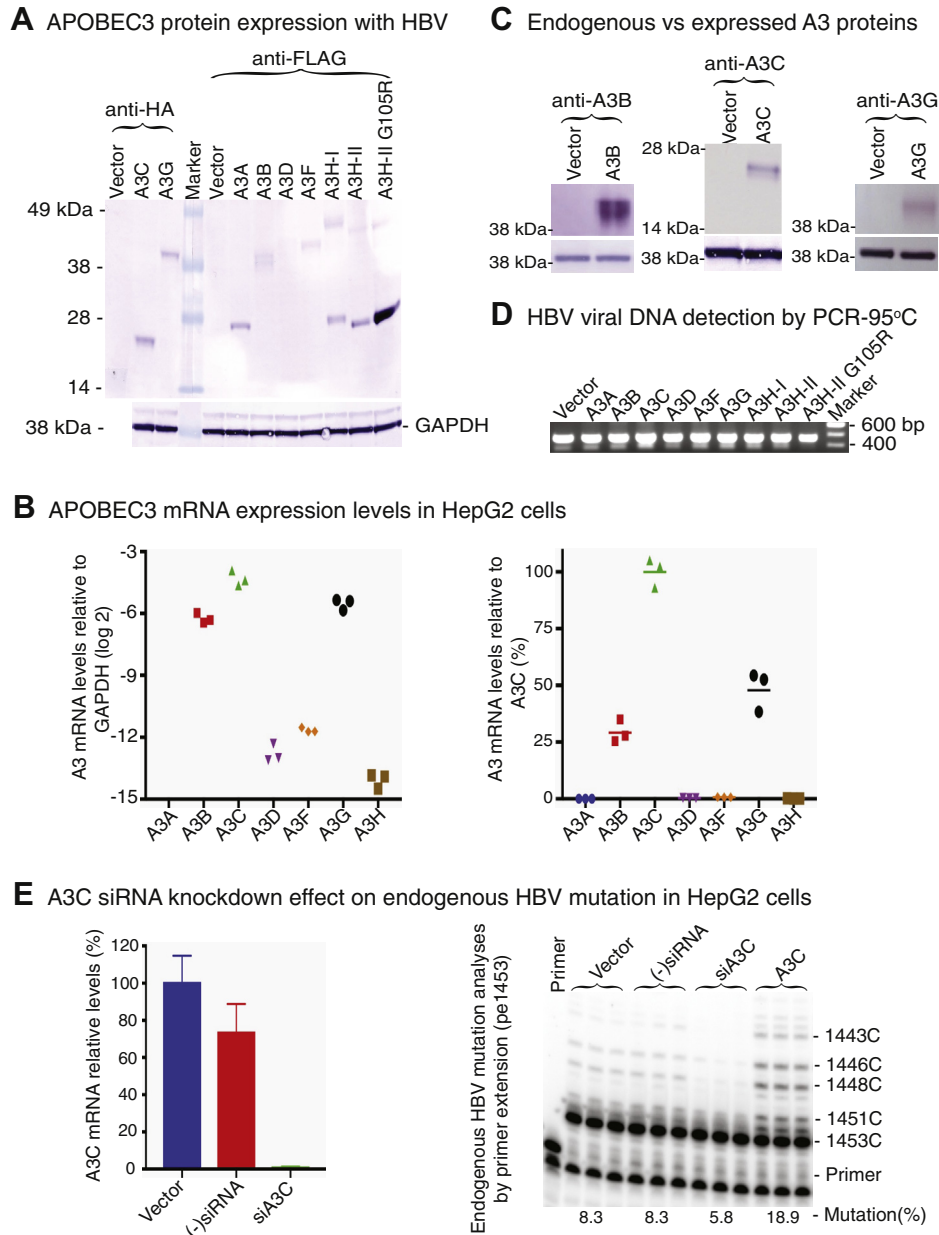 A APOBEC3 protein expression with HBV
anti-FLAG
anti-HA
Vector
A3C
A3G
Marker
Vector
A3A
A3B
A3D
A3F
A3H-I
A3H-II
A3H-II G105R
49 kDa -
38 -
28 -
14 -
38 kDa -
- GAPDH
C Endogenous vs expressed A3 proteins
anti-A3B
Vector
A3B
38 kDa-
38 kDa-
anti-A3C
Vector
A3C
28 kDa-
14 kDa-
38 kDa-
anti-A3G
Vector
A3G
38 kDa-
38 kDa-
D HBV viral DNA detection by PCR-95°C
Vector
A3A
A3B
A3C
A3D
A3F
A3G
A3H-I
A3H-II
A3H-II G105R
Marker
- 600 bp
- 400
B APOBEC3 mRNA expression levels in HepG2 cells
A3 mRNA levels relative to
GAPDH (log 2)
-3
-6
-9
-12
-15
A3A
A3B
A3C
A3D
A3F
A3G
A3H
A3 mRNA levels relative to
A3C (%)
100
75
50
25
0
A3A
A3B
A3C
A3D
A3F
A3G
A3H
E A3C siRNA knockdown effect on endogenous HBV mutation in HepG2 cells
A3C mRNA relative levels (%)
120
100
80
60
40
20
0
Vector
(-)siRNA
siA3C
Endogenous HBV mutation analyses
by primer extension (pe1453)
Primer
Vector
(-)siRNA
siA3C
A3C
- 1443C
- 1446C
- 1448C
- 1451C
- 1453C
- Primer
8.3 8.3 5.8 18.9 - Mutation(%)